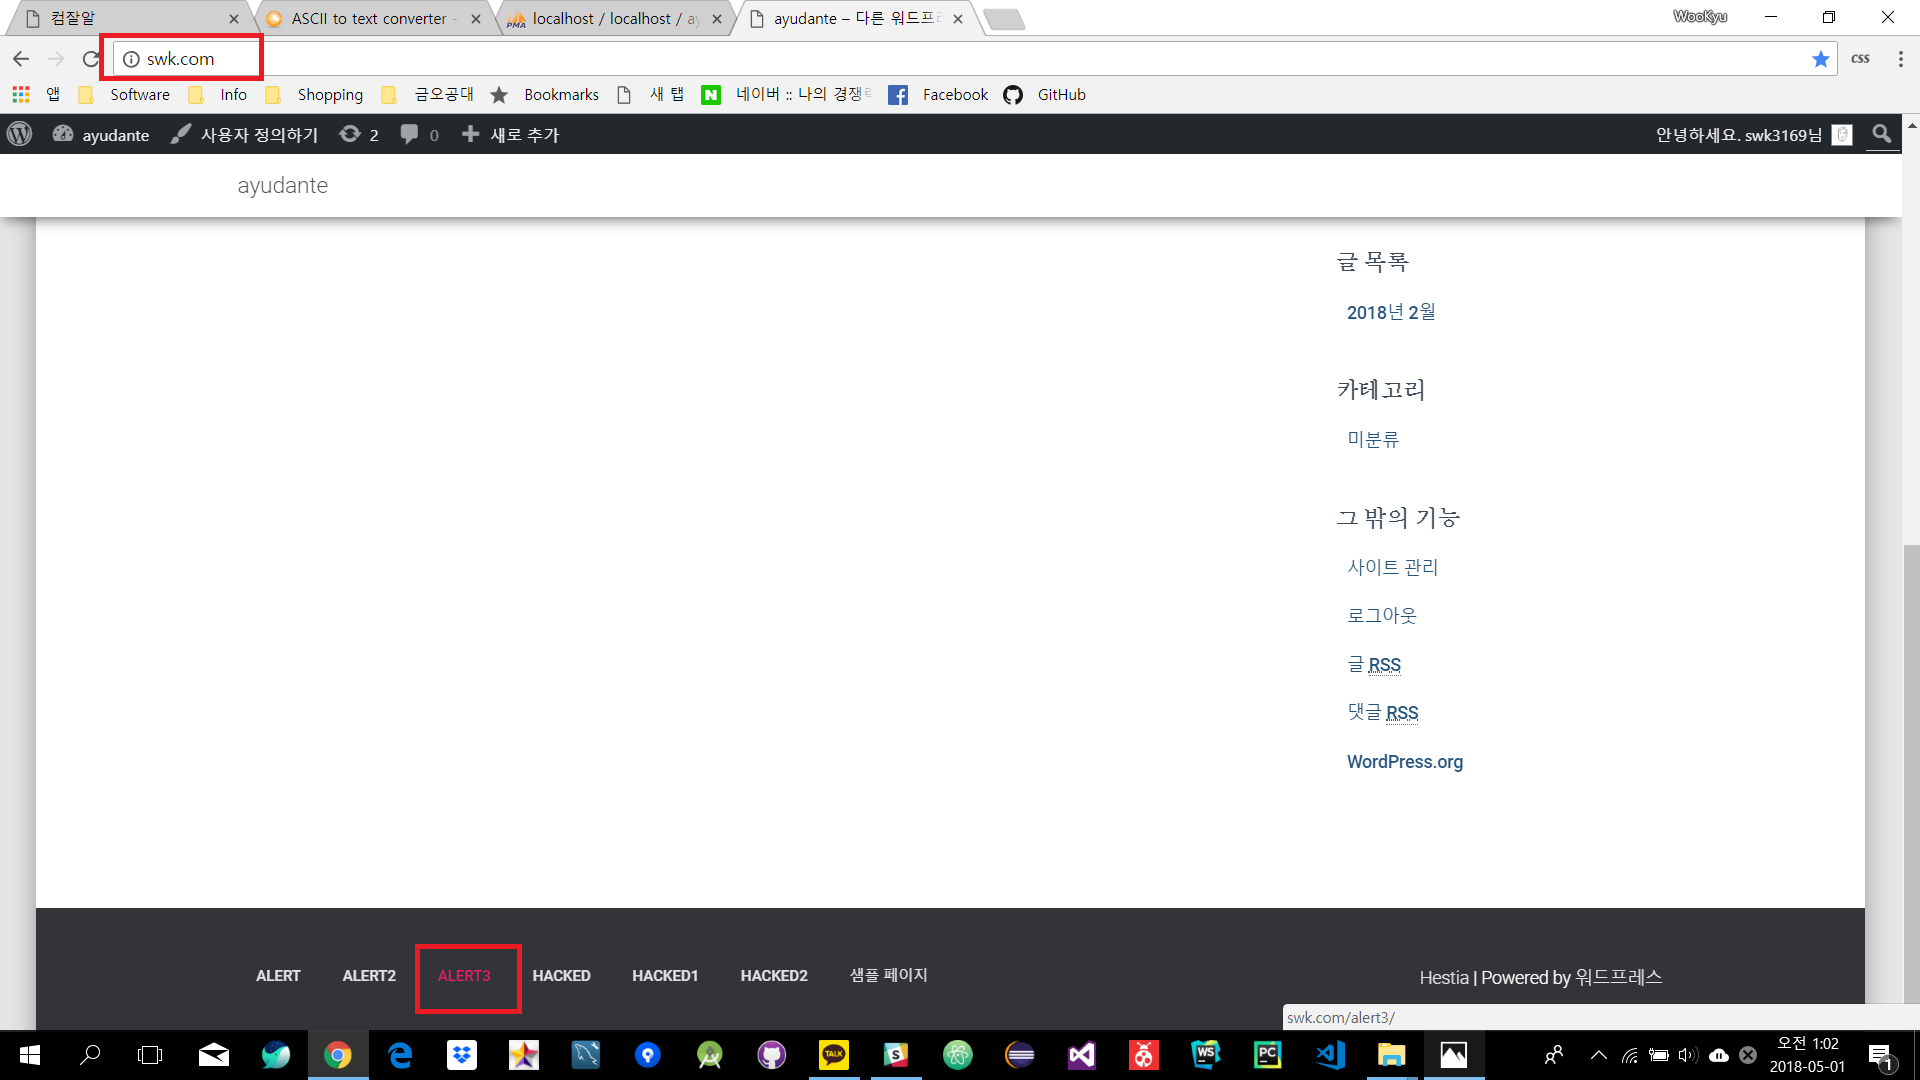 컴잘알
ASCII to text converter -
localhost / localhost / ay
ayudante – 다른 워드프레
WooKyu
swk.com
css
앱
Software
Info
Shopping
금오공대
Bookmarks
새 탭
네이버 :: 나의 경쟁력
Facebook
GitHub
ayudante
사용자 정의하기
2
0
새로 추가
안녕하세요. swk3169님
ayudante
글 목록
2018년 2월
카테고리
미분류
그 밖의 기능
사이트 관리
로그아웃
글 RSS
댓글 RSS
WordPress.org
ALERT
ALERT2
ALERT3
HACKED
HACKED1
HACKED2
샘플 페이지
Hestia | Powered by 워드프레스
swk.com/alert3/
오전 1:02
2018-05-01
1